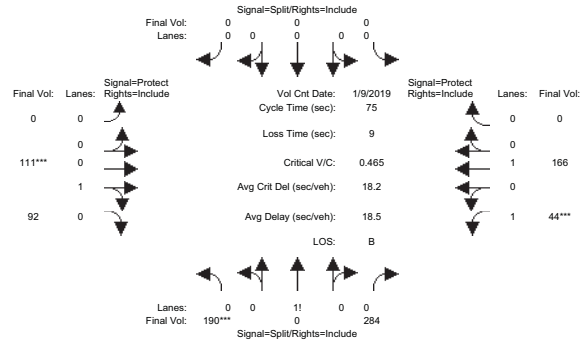 Signal=Split/Rights=Include
Final Vol: 0 0 0
Lanes: 0 0 0 0 0
Signal=Protect Signal=Protect
Final Vol: Lanes: Rights=Include Vol Cnt Date: 1/9/2019 Rights=Include Lanes: Final Vol:
Cycle Time (sec): 75
0 0 0 0
Loss Time (sec): 9
0 0
111*** 0 Critical V/C: 0.465 1 166
1 Avg Crit Del (sec/veh): 18.2 0
92 0 Avg Delay (sec/veh): 18.5 1 44***
LOS: B
Lanes: 0 0 1! 0 0
Final Vol: 190*** 0 284
Signal=Split/Rights=Include